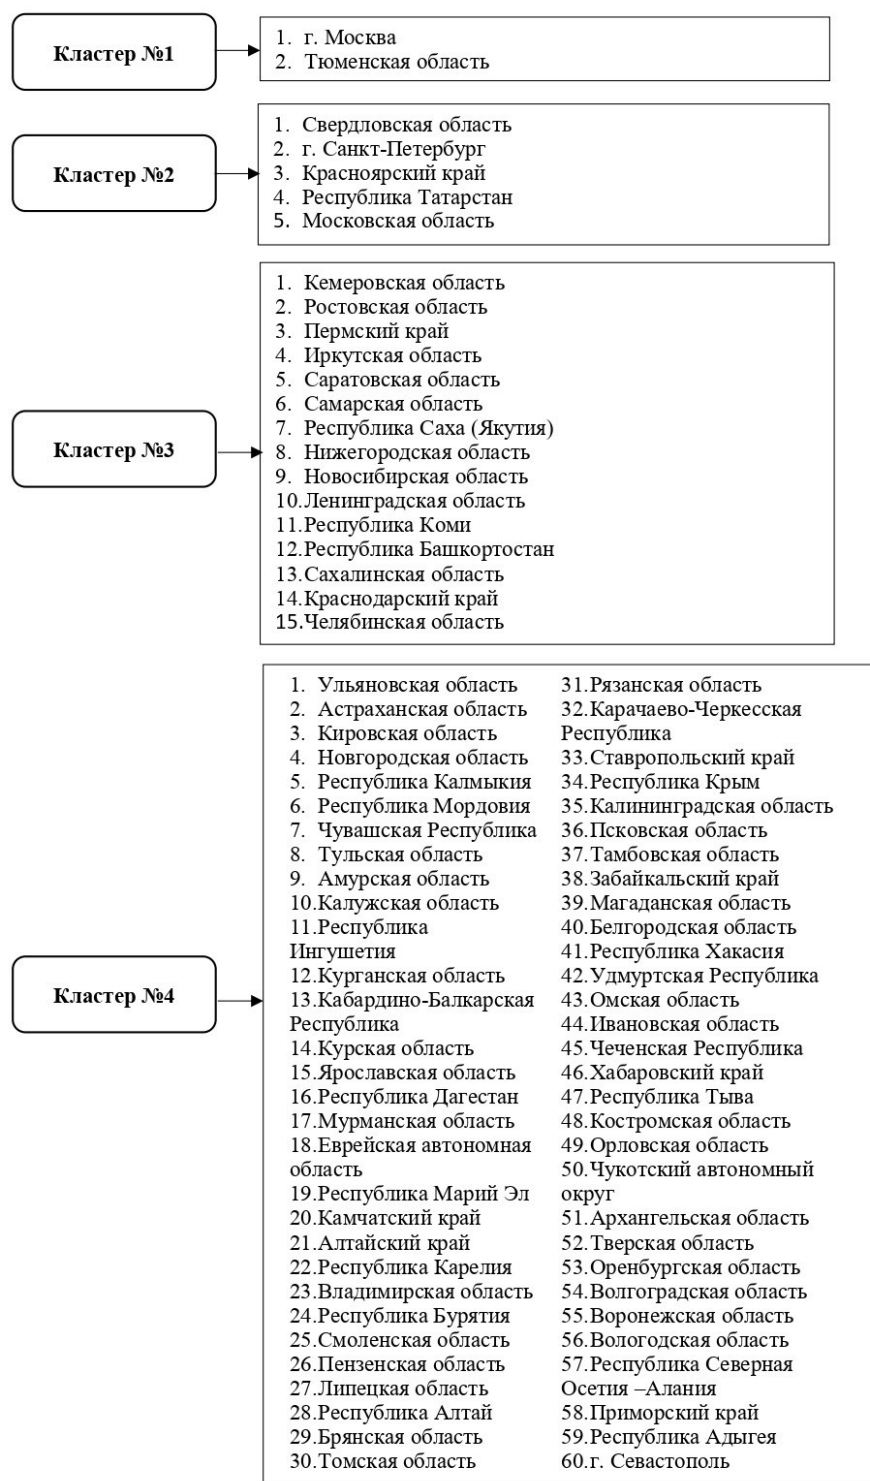 Кластер №1
1. г. Москва
2. Тюменская область
Кластер №2
1. Свердловская область
2. г. Санкт-Петербург
3. Красноярский край
4. Республика Татарстан
5. Московская область
Кластер №3
1. Кемеровская область
2. Ростовская область
3. Пермский край
4. Иркутская область
5. Саратовская область
6. Самарская область
7. Республика Саха (Якутия)
8. Нижегородская область
9. Новосибирская область
10.Ленинградская область
11.Республика Коми
12.Республика Башкортостан
13.Сахалинская область
14.Краснодарский край
15.Челябинская область
Кластер №4
1. Ульяновская область
2. Астраханская область
3. Кировская область
4. Новгородская область
5. Республика Калмыкия
6. Республика Мордовия
7. Чувашская Республика
8. Тульская область
9. Амурская область
10.Калужская область
11.Республика
Ингушетия
12.Курганская область
13.Кабардино-Балкарская
Республика
14.Курская область
15.Ярославская область
16.Республика Дагестан
17.Мурманская область
18.Еврейская автономная
область
19.Республика Марий Эл
20.Камчатский край
21.Алтайский край
22.Республика Карелия
23.Владимирская область
24.Республика Бурятия
25.Смоленская область
26.Пензенская область
27.Липецкая область
28.Республика Алтай
29.Брянская область
30.Томская область
31.Рязанская область
32.Карачаево-Черкесская
Республика
33.Ставропольский край
34.Республика Крым
35.Калининградская область
36.Псковская область
37.Тамбовская область
38.Забайкальский край
39.Магаданская область
40.Белгородская область
41.Республика Хакасия
42.Удмуртская Республика
43.Омская область
44.Ивановская область
45.Чеченская Республика
46.Хабаровский край
47.Республика Тыва
48.Костромская область
49.Орловская область
50.Чукотский автономный
округ
51.Архангельская область
52.Тверская область
53.Оренбургская область
54.Волгоградская область
55.Воронежская область
56.Вологодская область
57.Республика Северная
Осетия –Алания
58.Приморский край
59.Республика Адыгея
60.г. Севастополь